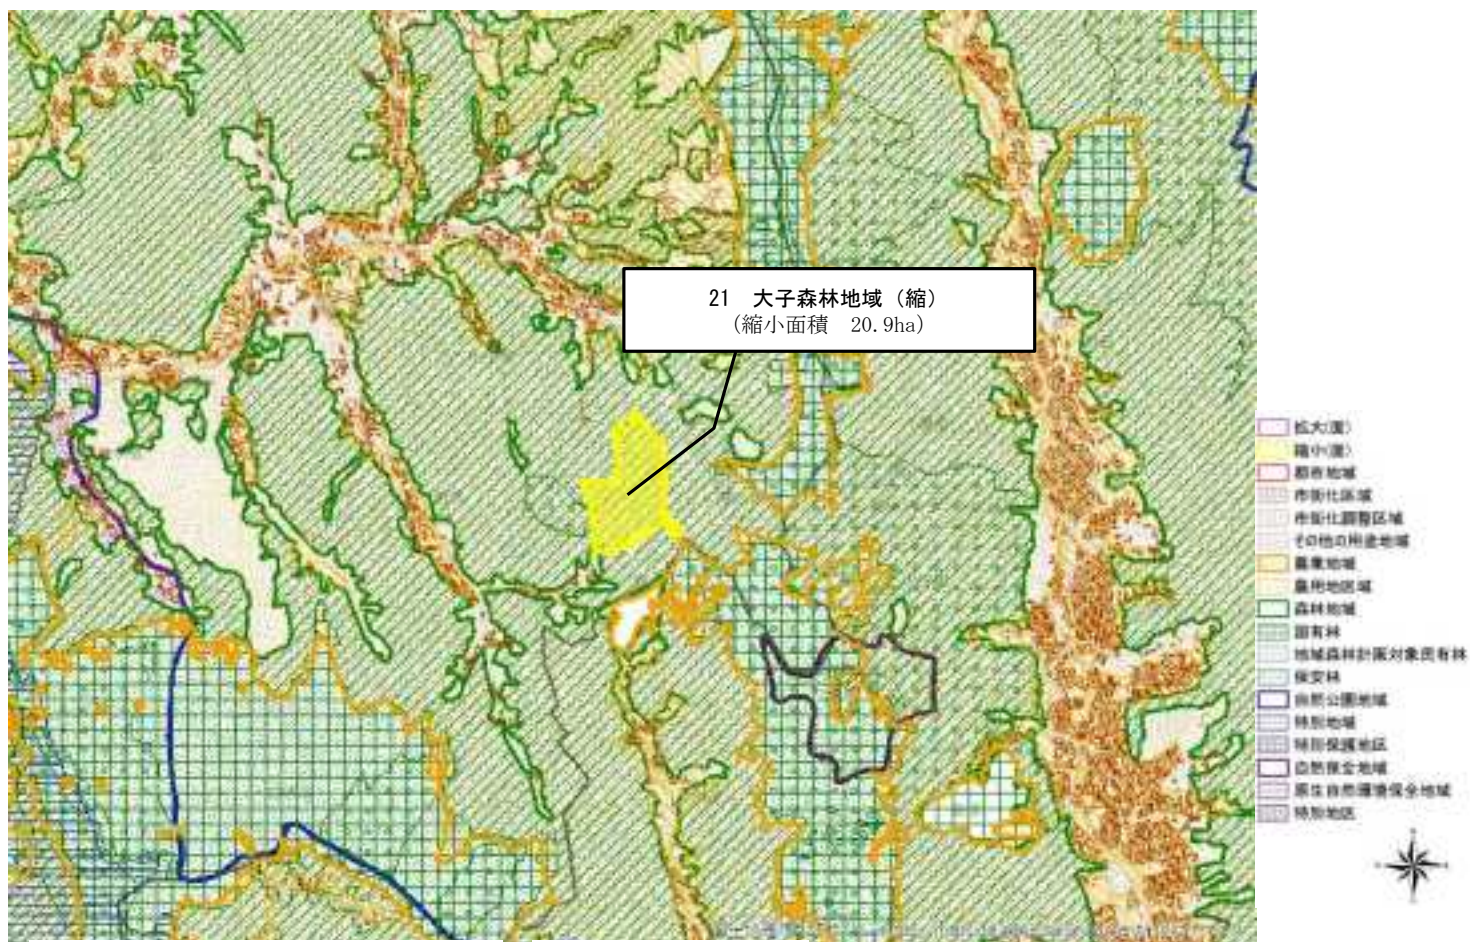 21 大子森林地域（縮）
（縮小面積 20.9ha）
拡大(面)
縮小(面)
都市地域
市街化区域
市街化調整区域
その他の用途地域
農業地域
農用地区域
森林地域
国有林
地域森林計画対象民有林
保安林
自然公園地域
特別地域
特別保護地区
自然保全地域
原生自然環境保全地域
特別地区